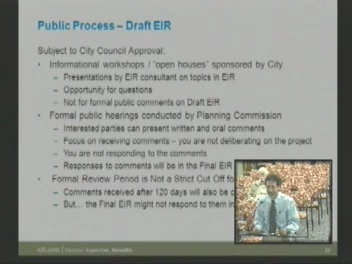 Public Process – Draft EIR
Subject to City Council Approval:
• Informational workshops / "open houses" sponsored by City
– Presentations by EIR consultant on topics in EIR
– Opportunity for questions
– Not for formal public comments on Draft EIR
• Formal public hearings conducted by Planning Commission
– Interested parties can present written and oral comments
– Focus on receiving comments – you are not deliberating on the project
– You are not responding to the comments
– Responses to comments will be in the Final EIR
• Formal Review Period is Not a Strict Cut Off fo
– Comments received after 120 days will also be c
– But… the Final EIR might not respond to them in